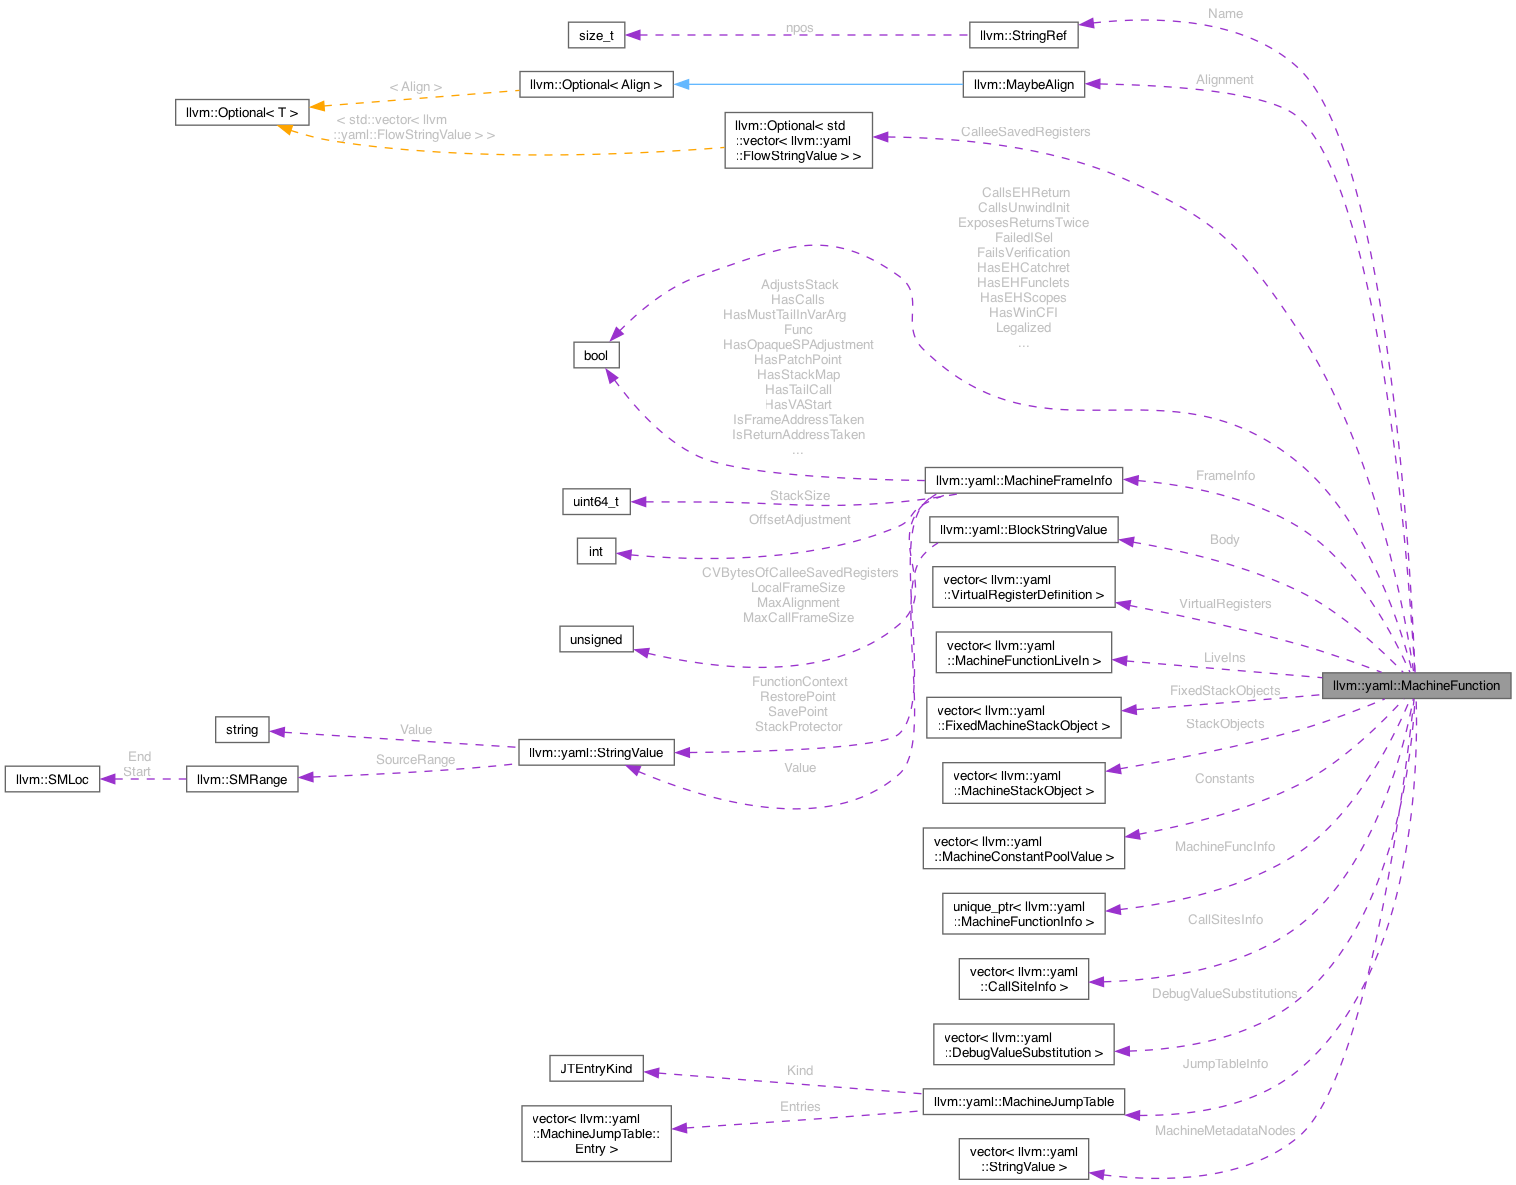 Name
size_t
npos
llvm::StringRef
llvm::Optional< T >
< Align >
llvm::Optional< Align >
llvm::MaybeAlign
Alignment
< std::vector< llvm
::yaml::FlowStringValue > >
llvm::Optional< std
::vector< llvm::yaml
::FlowStringValue > >
CalleeSavedRegisters
CallsEHReturn
CallsUnwindInit
ExposesReturnsTwice
FailedISel
FailsVerification
HasEHCatchret
HasEHFunclets
HasEHScopes
HasWinCFI
Legalized
...
bool
AdjustsStack
HasCalls
HasMustTailInVarArg
Func
HasOpaqueSPAdjustment
HasPatchPoint
HasStackMap
HasTailCall
HasVAStart
IsFrameAddressTaken
IsReturnAddressTaken
...
llvm::yaml::MachineFrameInfo
FrameInfo
uint64_t
StackSize
int
OffsetAdjustment
llvm::yaml::BlockStringValue
Body
unsigned
CVBytesOfCalleeSavedRegisters
LocalFrameSize
MaxAlignment
MaxCallFrameSize
vector< llvm::yaml
::VirtualRegisterDefinition >
VirtualRegisters
vector< llvm::yaml
::MachineFunctionLiveIn >
LiveIns
llvm::yaml::MachineFunction
FunctionContext
RestorePoint
SavePoint
StackProtector
vector< llvm::yaml
::FixedMachineStackObject >
FixedStackObjects
string
Value
llvm::yaml::StringValue
StackObjects
llvm::SMLoc
End
Start
llvm::SMRange
SourceRange
Value
vector< llvm::yaml
::MachineStackObject >
Constants
vector< llvm::yaml
::MachineConstantPoolValue >
MachineFuncInfo
unique_ptr< llvm::yaml
::MachineFunctionInfo >
CallSitesInfo
vector< llvm::yaml
::CallSiteInfo >
DebugValueSubstitutions
vector< llvm::yaml
::DebugValueSubstitution >
JTEntryKind
Kind
JumpTableInfo
llvm::yaml::MachineJumpTable
vector< llvm::yaml
::MachineJumpTable::
Entry >
Entries
MachineMetadataNodes
vector< llvm::yaml
::StringValue >